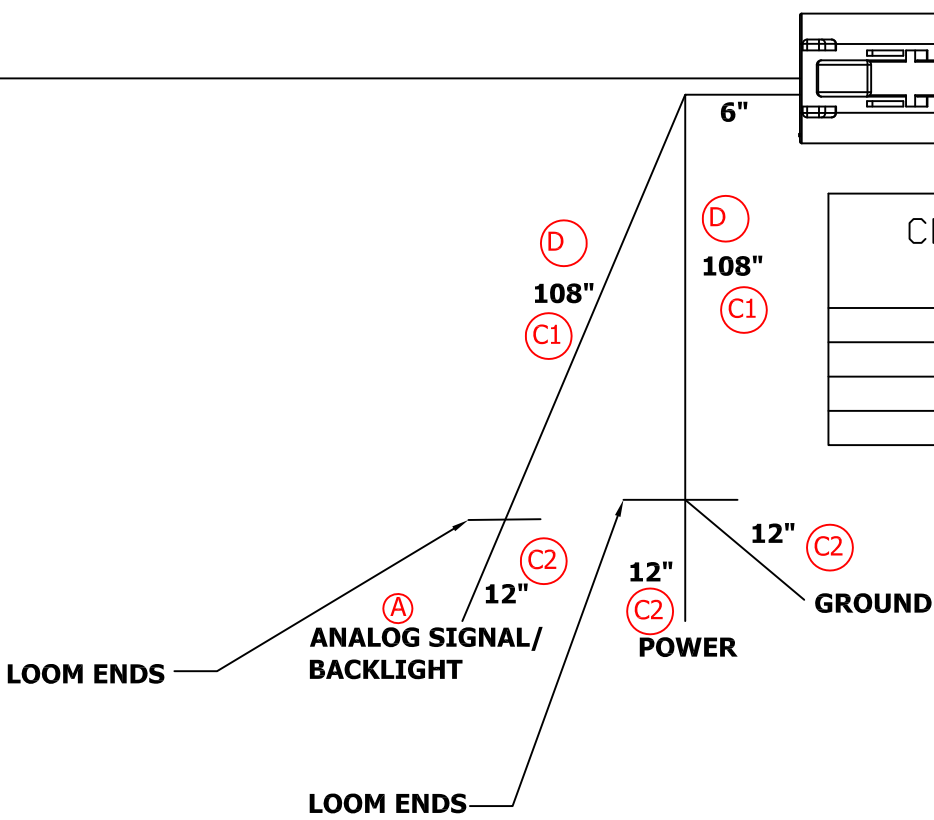 6"
D
D
108"
108"
C1
C1
12"
C2
C2
12"
12"
C2
A
ANALOG SIGNAL/
BACKLIGHT
GROUND
POWER
LOOM ENDS
LOOM ENDS